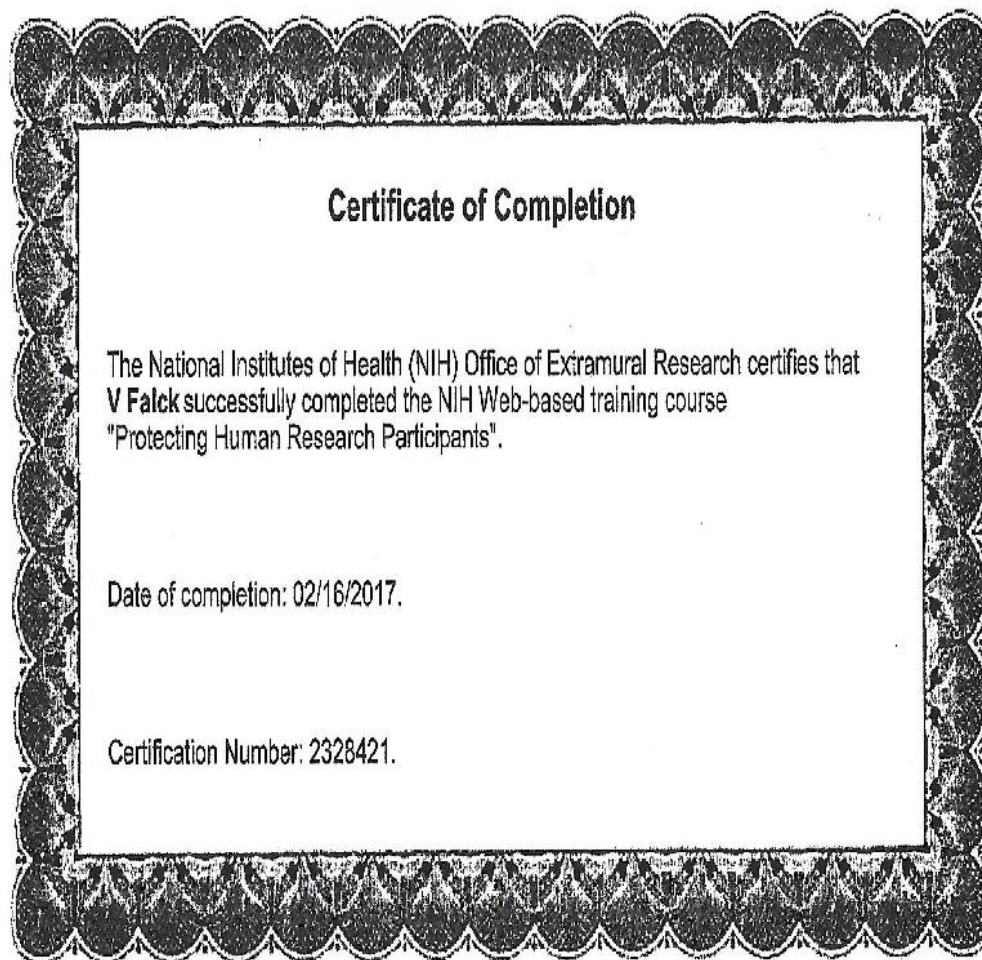 Certificate of Completion
The National Institutes of Health (NIH) Office of Extramural Research certifies that
V Falck successfully completed the NIH Web-based training course
"Protecting Human Research Participants".
Date of completion: 02/16/2017.
Certification Number: 2328421.